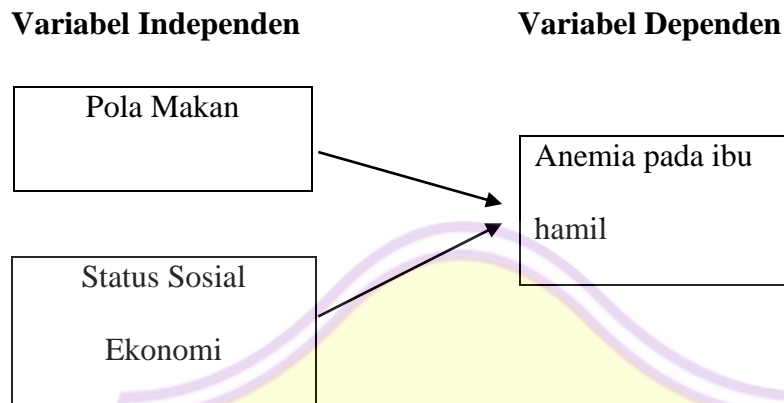 Variabel Independen
Variabel Dependen
Pola Makan
Anemia pada ibu
hamil
Status Sosial
Ekonomi